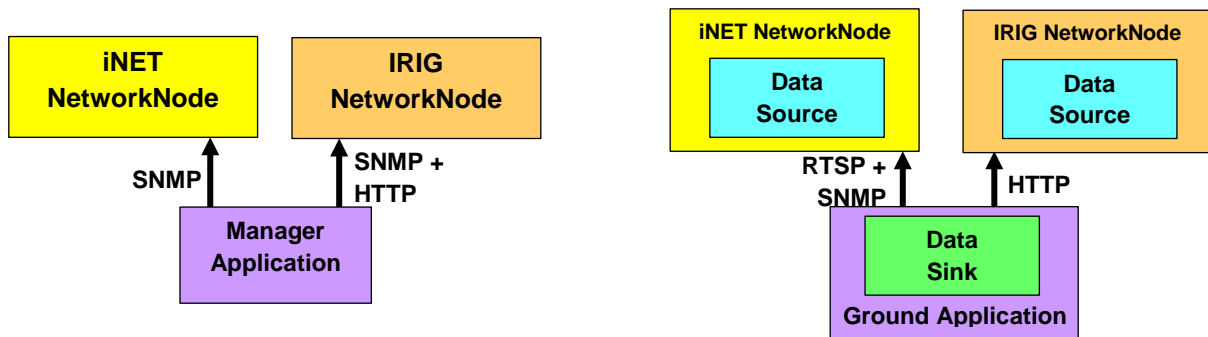 iNET
NetworkNode
IRIG
NetworkNode
SNMP
SNMP +
HTTP
Manager
Application
iNET NetworkNode
Data
Source
IRIG NetworkNode
Data
Source
RTSP +
SNMP
HTTP
Data
Sink
Ground Application